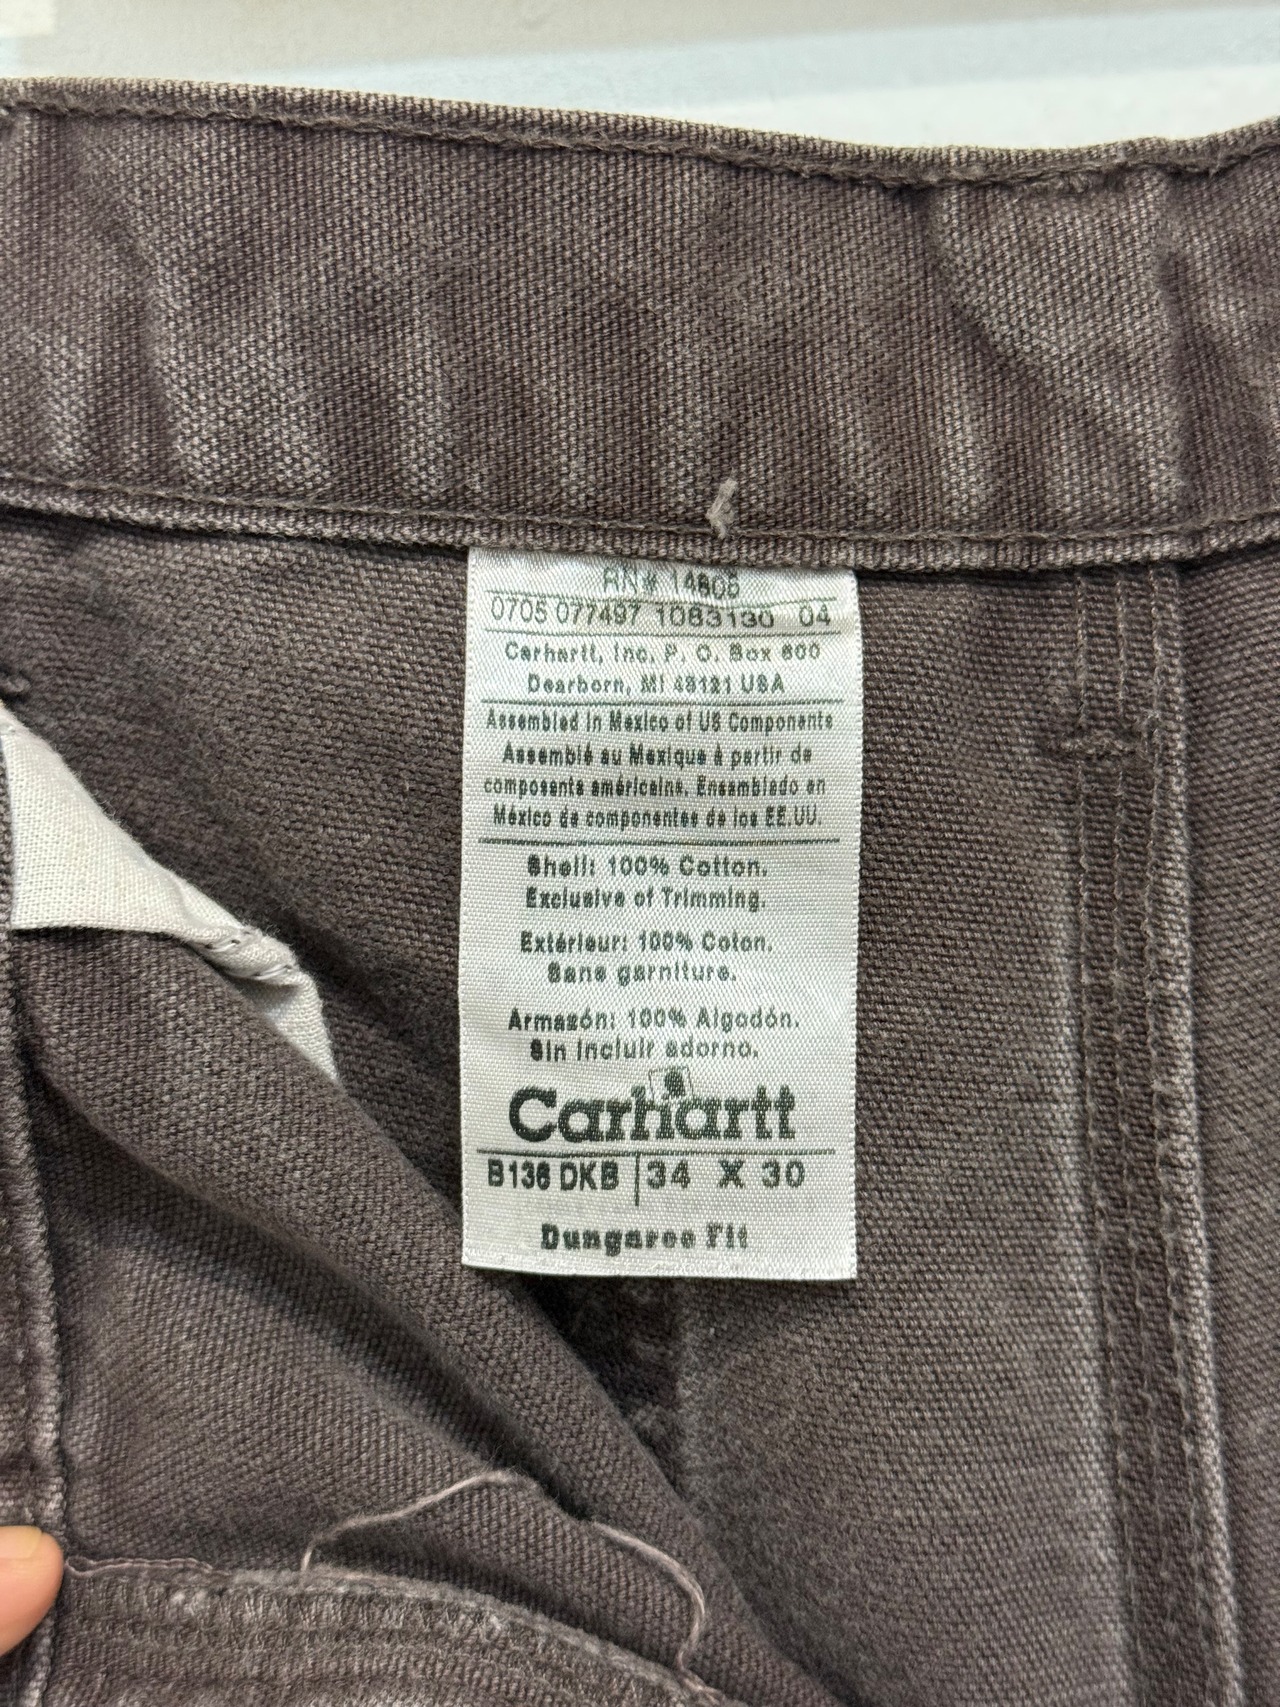 RN# 14806
0705 077497 1083130 04
Carhartt, Inc. P. O. Box 600
Dearborn, MI 48121 USA
Assembled in Mexico of US Components
Assemblé au Mexique à partir de
composants américains. Ensamblado en
México de componentes de los EE.UU.
Shell: 100% Cotton.
Exclusive of Trimming.
Extérieur: 100% Coton.
Sans garniture.
Armazón: 100% Algodón.
Sin incluir adorno.
Carhartt
B136 DKB 34 X 30
Dungaree Fit